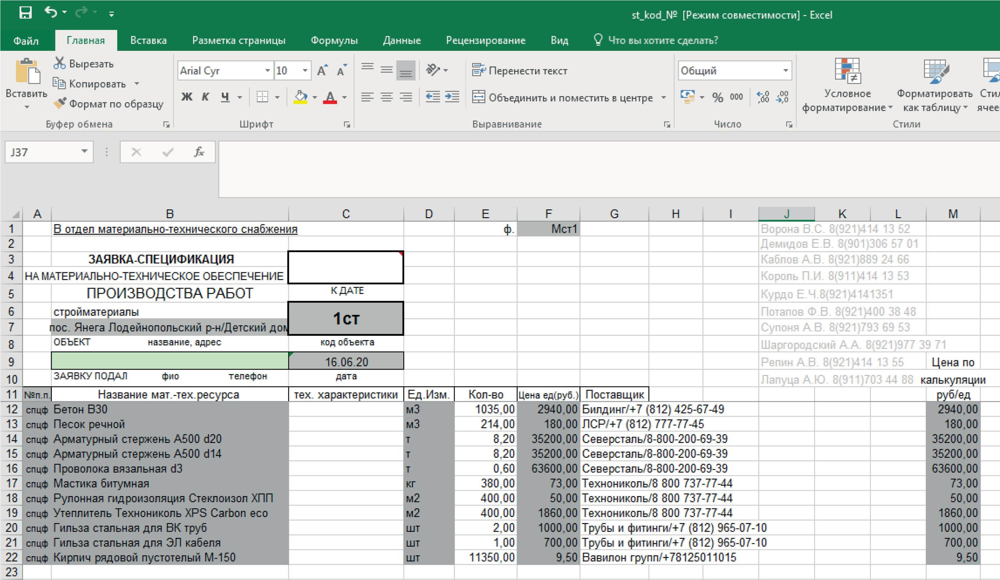 st_kod_№ [Режим совместимости] - Excel
Файл Главная Вставка Разметка страницы Формулы Данные Рецензирование Вид Что вы хотите сделать?
Вставить
Вырезать
Копировать
Формат по образцу
Буфер обмена
Arial Cyr 10
Ж К Ч
Шрифт
Перенести текст
Объединить и поместить в центре
Выравнивание
Общий
% 000
Число
Условное форматирование
Форматировать как таблицу
Стил
ячее
Стили
J37
fx
A B C D E F G H I J K L M
1 В отдел материально-технического снабжения ф. Мст1 Ворона В.С. 8(921)414 13 52
2 Демидов Е.В. 8(901)306 57 01
3 ЗАЯВКА-СПЕЦИФИКАЦИЯ Каблов А.В. 8(921)889 24 66
4 НА МАТЕРИАЛЬНО-ТЕХНИЧЕСКОЕ ОБЕСПЕЧЕНИЕ Король П.И. 8(911)414 13 53
5 ПРОИЗВОДСТВА РАБОТ К ДАТЕ Курдо Е.Ч.8(921)4141351
6 стройматериалы 1ст Потапов Ф.В. 8(921)400 38 48
7 пос. Янега Лодейнопольский р-н/Детский дом Супоня А.В. 8(921)793 69 53
8 ОБЪЕКТ название, адрес код объекта Шаргородский А.А. 8(921)977 39 71
9 16.06.20 Репин А.В. 8(921)414 13 55 Цена по
10 ЗАЯВКУ ПОДАЛ фио телефон дата Лапуца А.Ю. 8(911)703 44 88 калькуляции
11 №п.п. Название мат.-тех.ресурса тех. характеристики Ед.Изм. Кол-во Цена ед(руб.) Поставщик руб/ед
12 спцф Бетон В30 м3 1035,00 2940,00 Билдинг/+7 (812) 425-67-49 2940,00
13 спцф Песок речной м3 214,00 180,00 ЛСР/+7 (812) 777-77-45 180,00
14 спцф Арматурный стержень А500 d20 т 8,20 35200,00 Северсталь/8-800-200-69-39 35200,00
15 спцф Арматурный стержень А500 d14 т 8,20 35200,00 Северсталь/8-800-200-69-39 35200,00
16 спцф Проволока вязальная d3 т 0,60 63600,00 Северсталь/8-800-200-69-39 63600,00
17 спцф Мастика битумная кг 380,00 73,00 Технониколь/8 800 737-77-44 73,00
18 спцф Рулонная гидроизоляция Стеклоизол ХПП м2 400,00 50,00 Технониколь/8 800 737-77-44 50,00
19 спцф Утеплитель Технониколь XPS Carbon eco м2 400,00 1860,00 Технониколь/8 800 737-77-44 1860,00
20 спцф Гильза стальная для ВК труб шт 2,00 1000,00 Трубы и фитинги/+7 (812) 965-07-10 1000,00
21 спцф Гильза стальная для ЭЛ кабеля шт 1,00 700,00 Трубы и фитинги/+7 (812) 965-07-10 700,00
22 спцф Кирпич рядовой пустотелый М-150 шт 11350,00 9,50 Вавилон групп/+78125011015 9,50
23